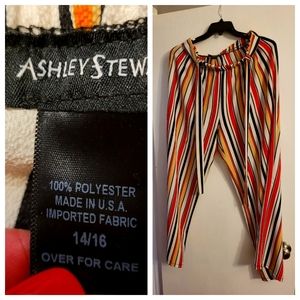 ASHLEY STEW
100% POLYESTER
MADE IN U.S.A.
IMPORTED FABRIC
14/16
OVER FOR CARE